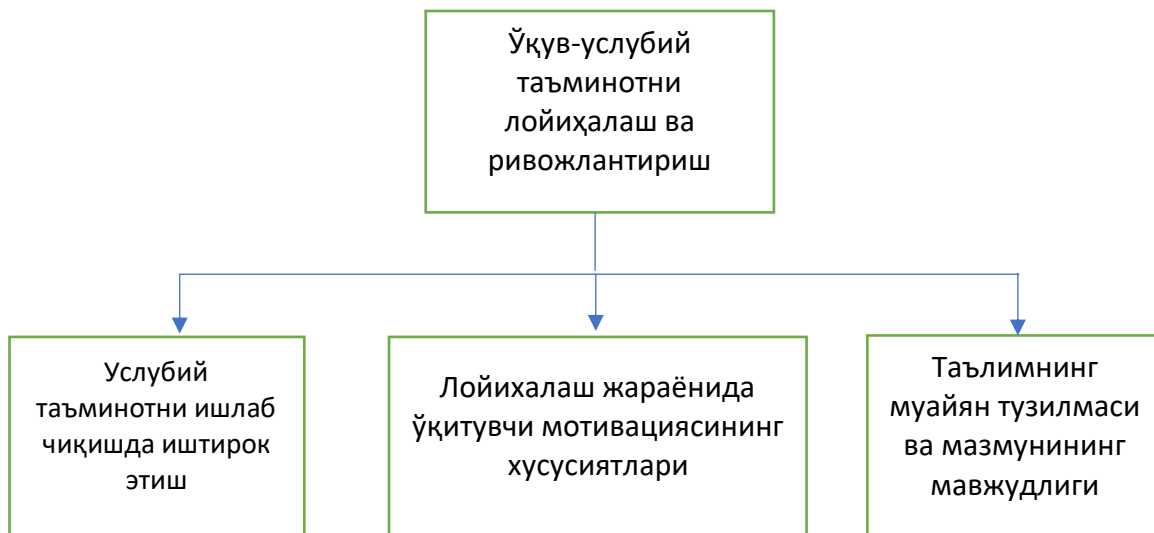 Ўқув-услубий
таъминотни
лойиҳалаш ва
ривожлантириш
Услубий
таъминотни ишлаб
чиқишда иштирок
этиш
Лойихалаш жараёнида
ўқитувчи мотивациясининг
хусусиятлари
Таълимнинг
муайян тузилмаси
ва мазмунининг
мавжудлиги